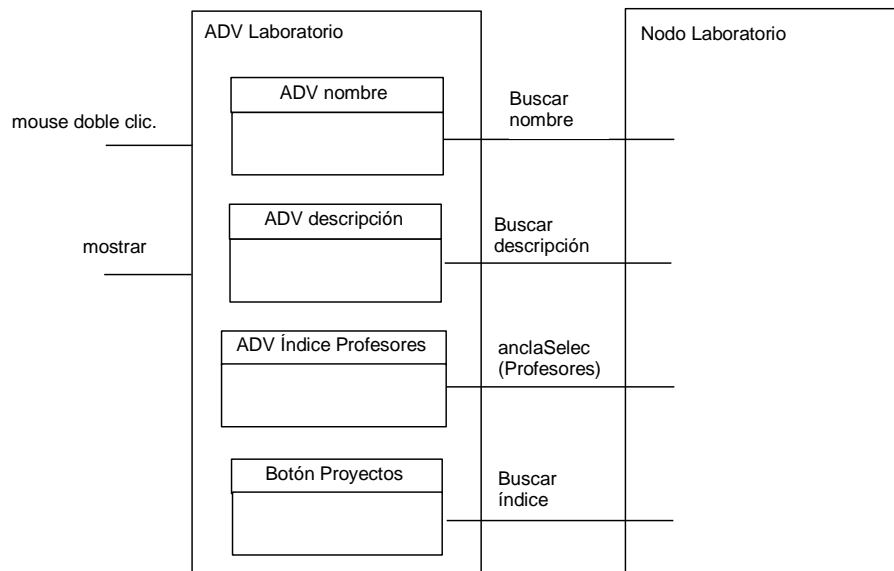 ADV Laboratorio
Nodo Laboratorio
ADV nombre
Buscar
nombre
mouse doble clic.
ADV descripción
Buscar
descripción
mostrar
ADV Índice Profesores
anclaSelec
(Profesores)
Botón Proyectos
Buscar
índice